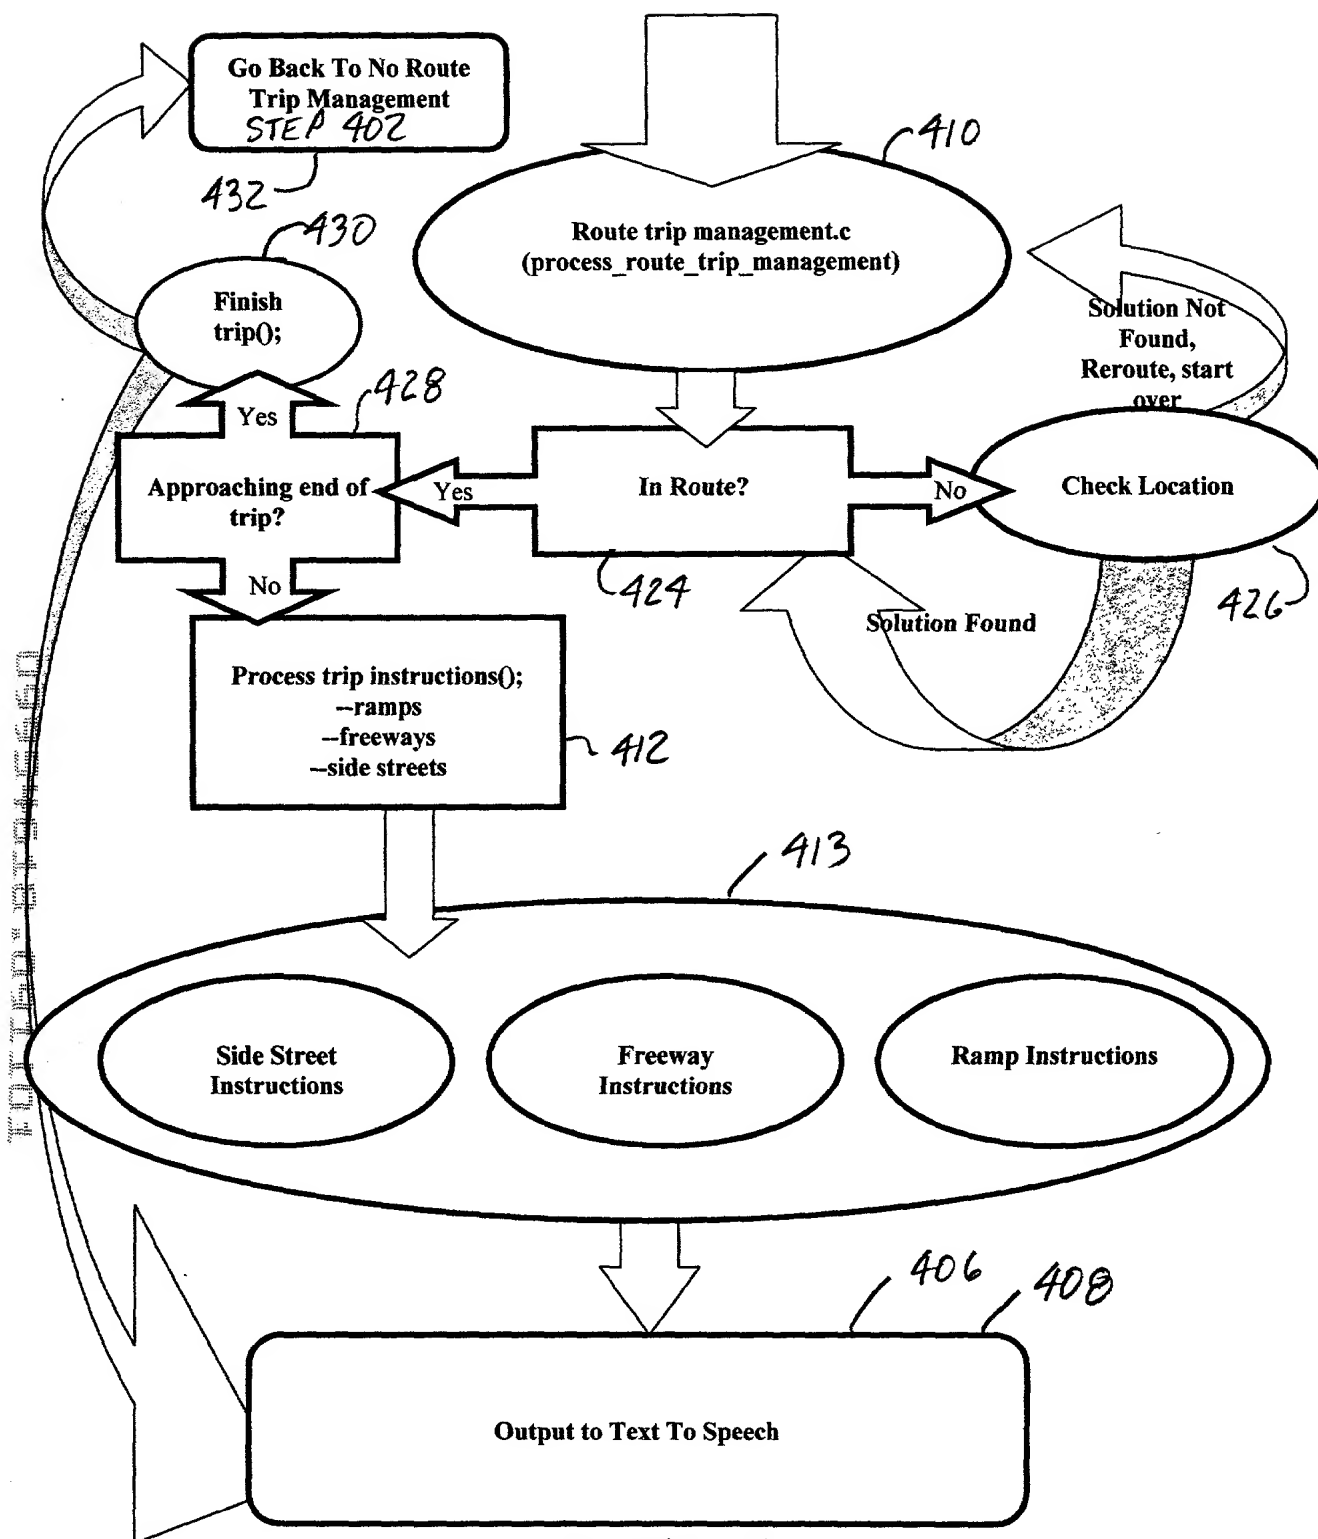 Go Back To No Route
Trip Management
STEP 402
432
410
Route trip management.c
(process_route_trip_management)
430
Finish
trip();
Solution Not
Found,
Reroute, start
over
428
Yes
Approaching end of
trip?
Yes
In Route?
No
Check Location
424
426
No
Solution Found
Process trip instructions();
--ramps
--freeways
--side streets
412
413
Side Street
Instructions
Freeway
Instructions
Ramp Instructions
406
408
Output to Text To Speech